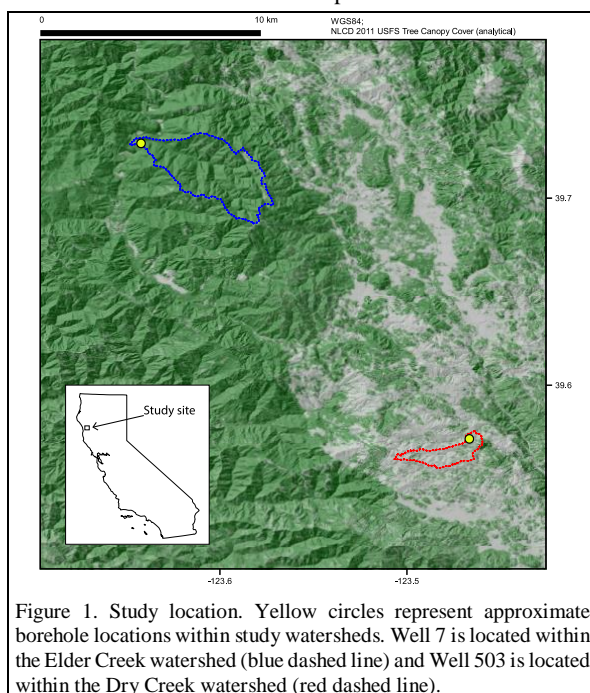 0 10 km
WGS84;
NLCD 2011 USFS Tree Canopy Cover (analytical)
39.7
39.6
Study site
-123.6 -123.5
Figure 1. Study location. Yellow circles represent approximate
borehole locations within study watersheds. Well 7 is located within
the Elder Creek watershed (blue dashed line) and Well 503 is located
within the Dry Creek watershed (red dashed line).